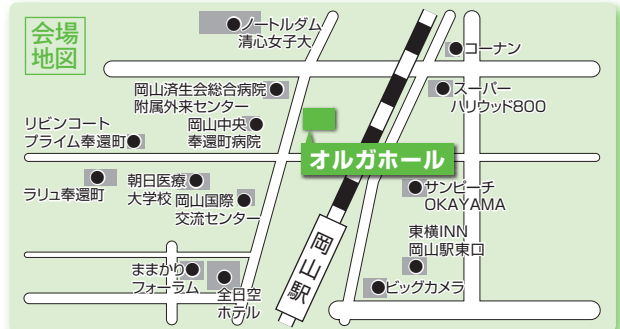 会場
地図
ノートルダム
清心女子大
コーナン
岡山済生会総合病院
附属外来センター
スーパー
ハリウッド800
リビンコート
プライム奉還町
岡山中央
奉還町病院
オルガホール
ラリュ奉還町
朝日医療
大学校
岡山国際
交流センター
サンピーチ
OKAYAMA
東横INN
岡山駅東口
岡山駅
ままかり
フォーラム
全日空
ホテル
ビッグカメラ